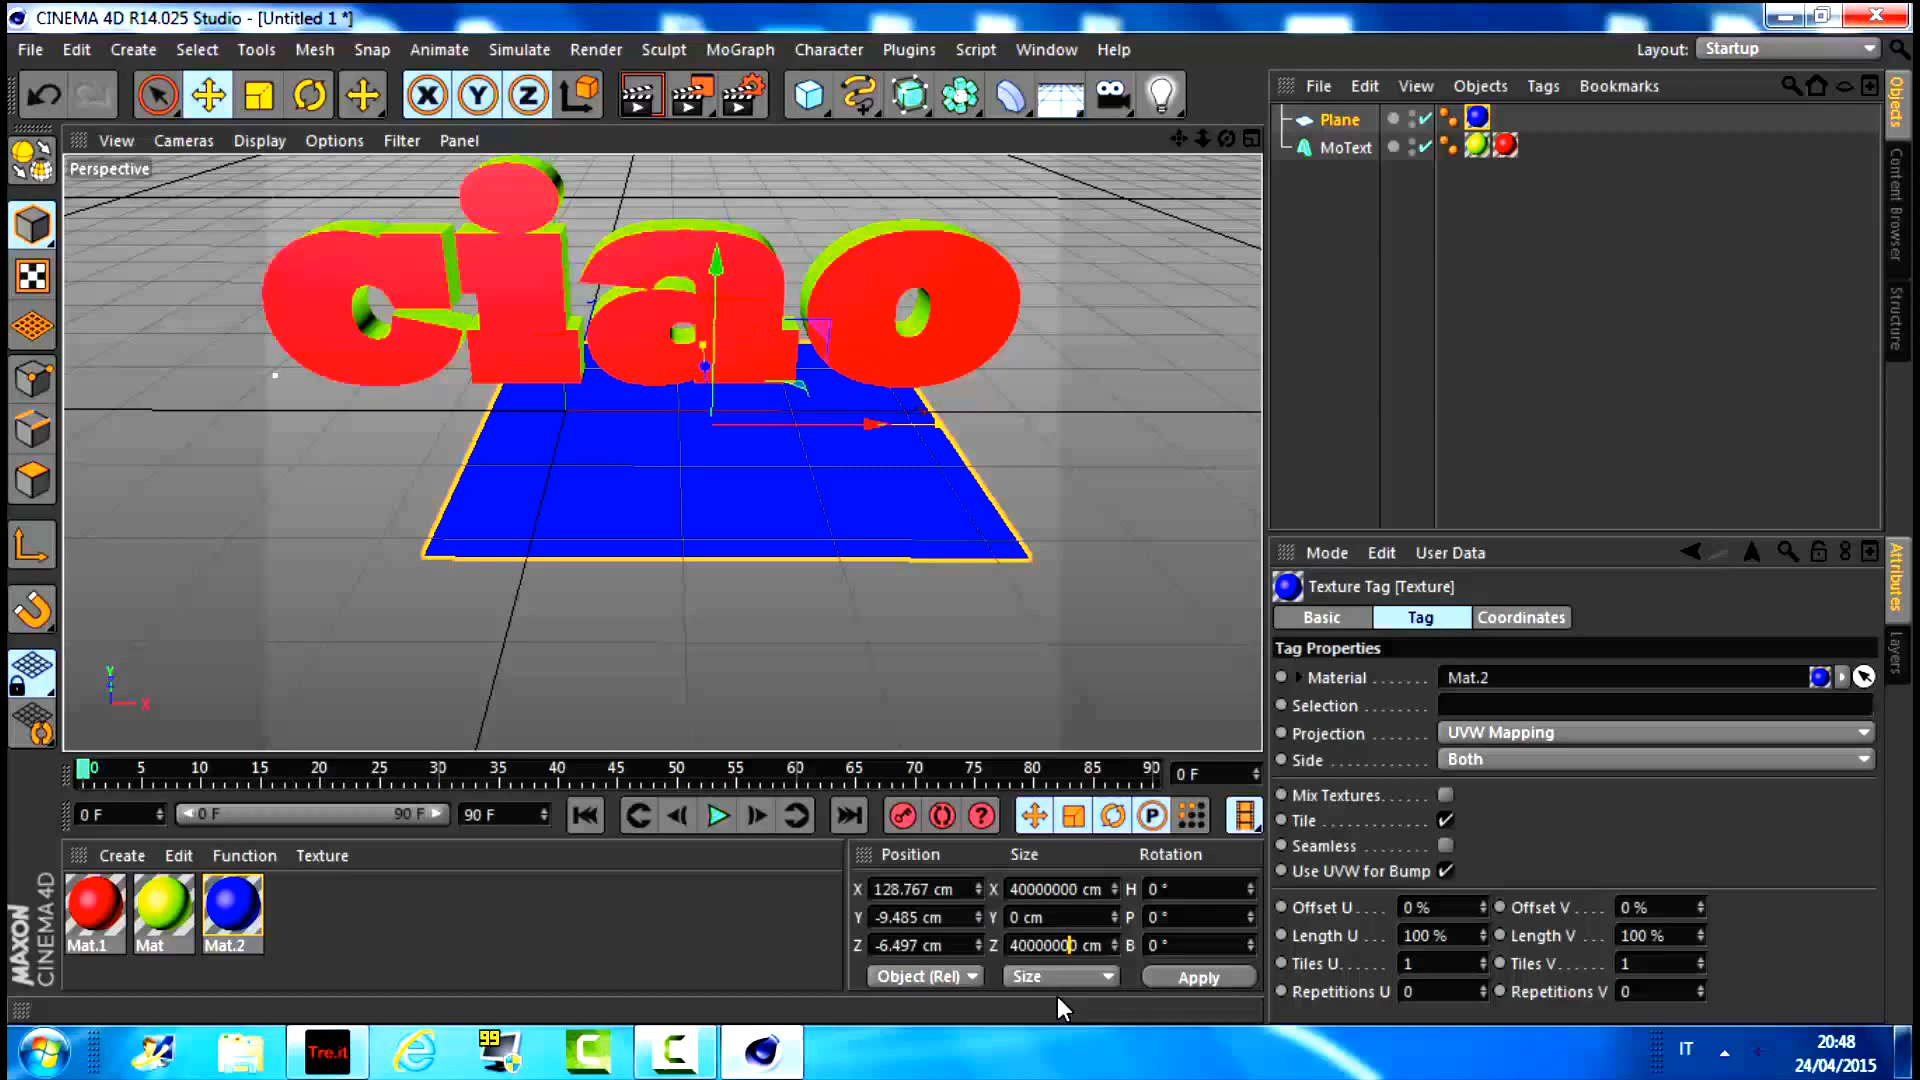 CINEMA 4D R14.025 Studio - [Untitled 1 *]
File Edit Create Select Tools Mesh Snap Animate Simulate Render Sculpt MoGraph Character Plugins Script Window Help
Layout: Startup
X Y Z
File Edit View Objects Tags Bookmarks
Objects
Content Browser
Structure
Plane
MoText
View Cameras Display Options Filter Panel
Perspective
ciao
Y
X
Mode Edit User Data
Attributes
Layers
Texture Tag [Texture]
Basic Tag Coordinates
Tag Properties
Material ....... Mat.2
Selection ........
Projection ....... UVW Mapping
Side ............ Both
Mix Textures......
Tile ............
Seamless ......
Use UVW for Bump
Offset U .... 0 % Offset V .... 0 %
Length U ... 100 % Length V ... 100 %
Tiles U...... 1 Tiles V ..... 1
Repetitions U 0 Repetitions V 0
0 5 10 15 20 25 30 35 40 45 50 55 60 65 70 75 80 85 90 0 F
0 F 0 F 90 F 90 F ? P
Create Edit Function Texture
Mat.1 Mat Mat.2
MAXON
CINEMA 4D
Position Size Rotation
X 128.767 cm X 40000000 cm H 0 °
Y -9.485 cm Y 0 cm P 0 °
Z -6.497 cm Z 40000000 cm B 0 °
Object (Rel) Size Apply
Tre.it
99
C
C
IT
20:48
24/04/2015